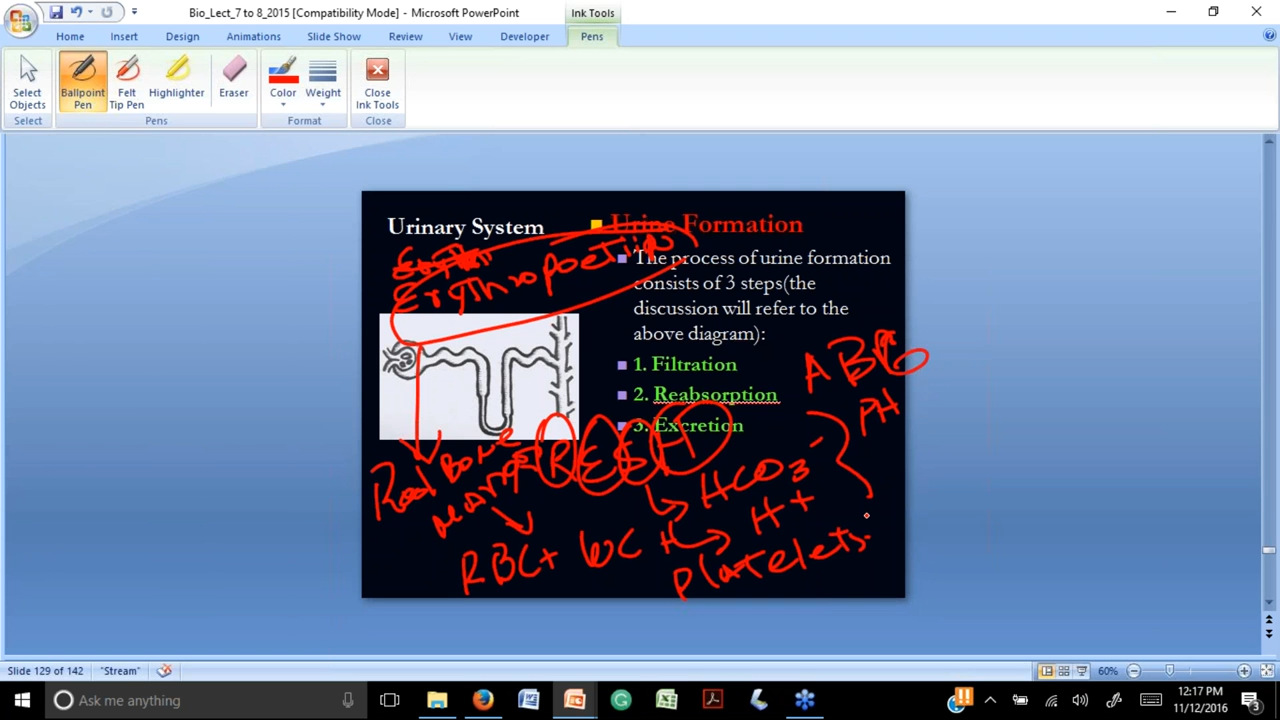 Bio_Lect_7 to 8_2015 [Compatibility Mode] - Microsoft PowerPoint
Ink Tools
Home Insert Design Animations Slide Show Review View Developer Pens
Select Objects
Ballpoint Pen
Felt Tip Pen
Highlighter
Eraser
Color
Weight
Close Ink Tools
Select
Pens
Format
Close
Urinary System
Urine Formation
The process of urine formation
consists of 3 steps(the
discussion will refer to the
above diagram):
1. Filtration
2. Reabsorption
3. Excretion
Erythropoetiin
Red Bone
RESH
ABG
PH
HCO3-
H+
RBC+ WC +
Platelets
Slide 129 of 142
"Stream"
60%
Ask me anything
12:17 PM
11/12/2016
3